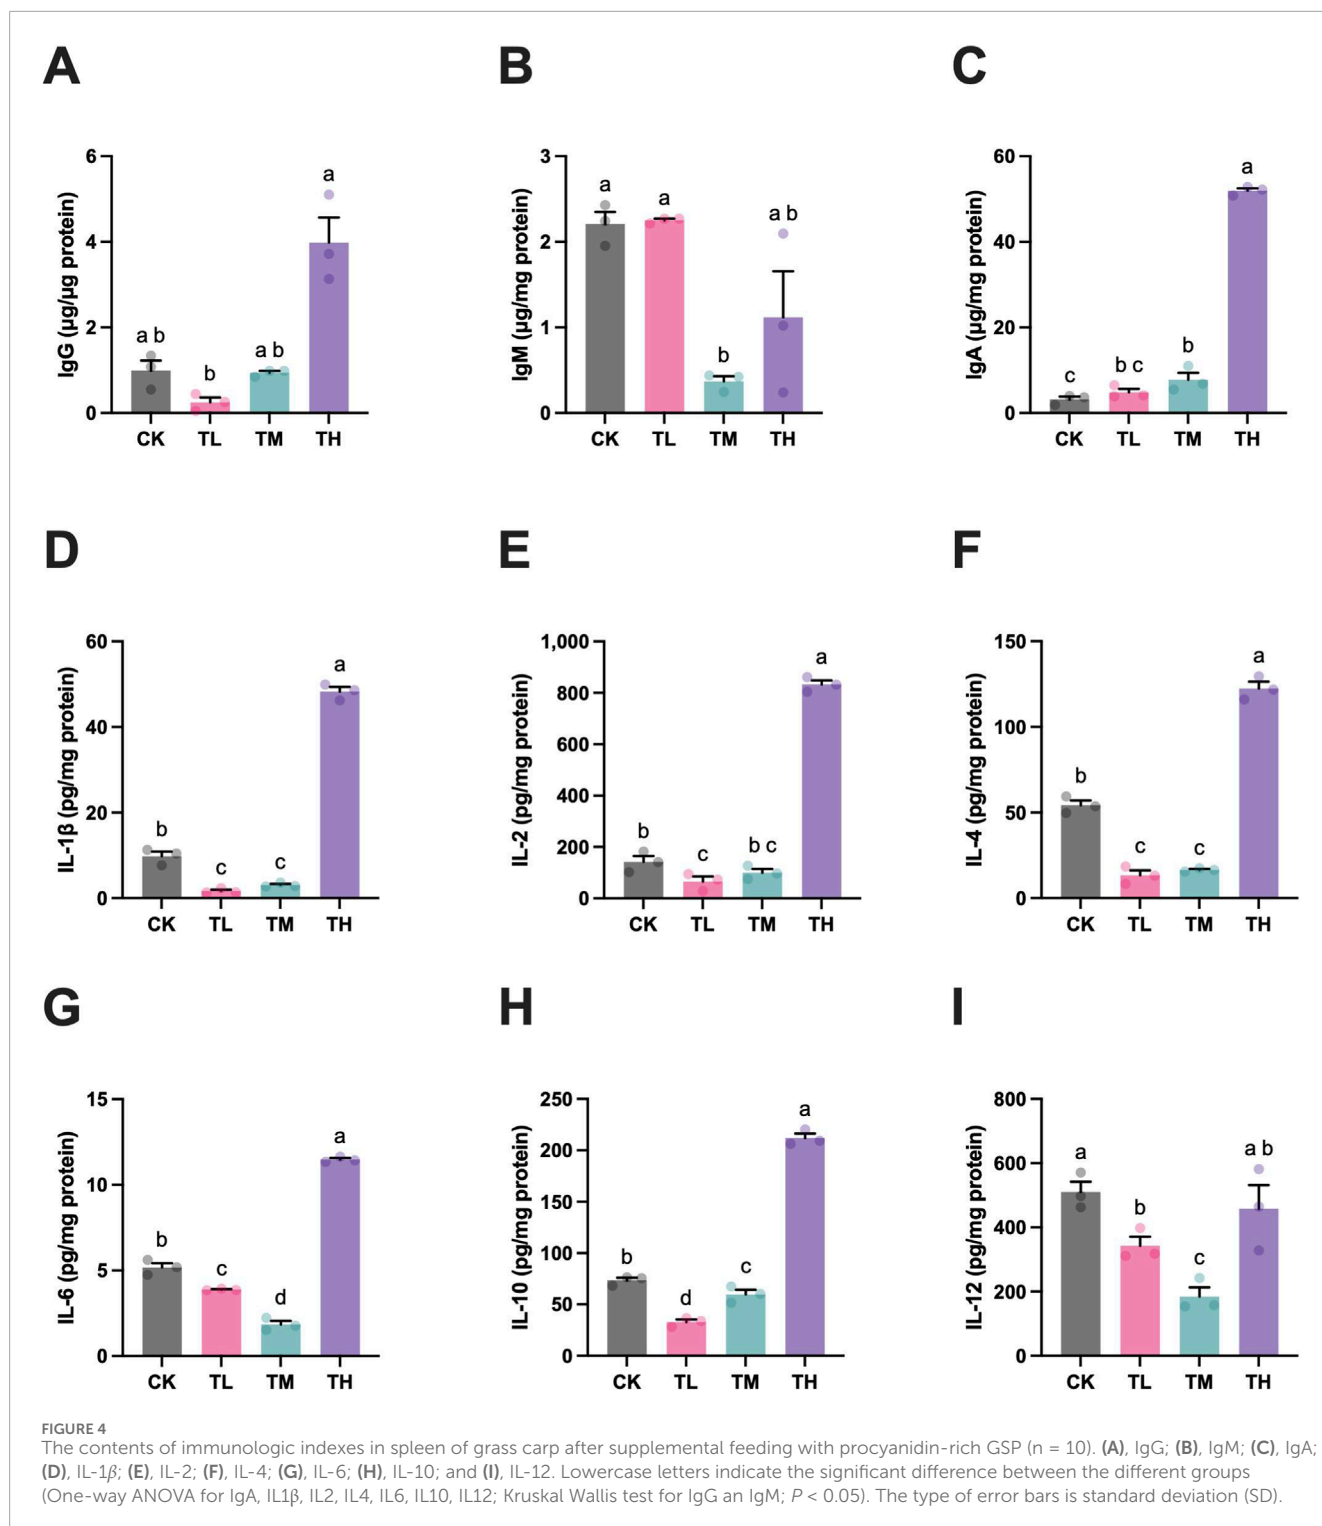 A
B
C
IgG (µg/µg protein)
6
4
2
0
a b
b
a b
a
CK TL TM TH
IgM (µg/mg protein)
3
2
1
0
a
a
b
a b
CK TL TM TH
IgA (µg/mg protein)
60
40
20
0
c
b c
b
a
CK TL TM TH
D
E
F
IL-1β (pg/mg protein)
60
40
20
0
b
c
c
a
CK TL TM TH
IL-2 (pg/mg protein)
1,000
800
600
400
200
0
b
c
b c
a
CK TL TM TH
IL-4 (pg/mg protein)
150
100
50
0
b
c
c
a
CK TL TM TH
G
H
I
IL-6 (pg/mg protein)
15
10
5
0
b
c
d
a
CK TL TM TH
IL-10 (pg/mg protein)
250
200
150
100
50
0
b
d
c
a
CK TL TM TH
IL-12 (pg/mg protein)
800
600
400
200
0
a
b
c
a b
CK TL TM TH
FIGURE 4
The contents of immunologic indexes in spleen of grass carp after supplemental feeding with procyanidin-rich GSP (n = 10). (A), IgG; (B), IgM; (C), IgA;
(D), IL-1β; (E), IL-2; (F), IL-4; (G), IL-6; (H), IL-10; and (I), IL-12. Lowercase letters indicate the significant difference between the different groups
(One-way ANOVA for IgA, IL1β, IL2, IL4, IL6, IL10, IL12; Kruskal Wallis test for IgG an IgM; P < 0.05). The type of error bars is standard deviation (SD).